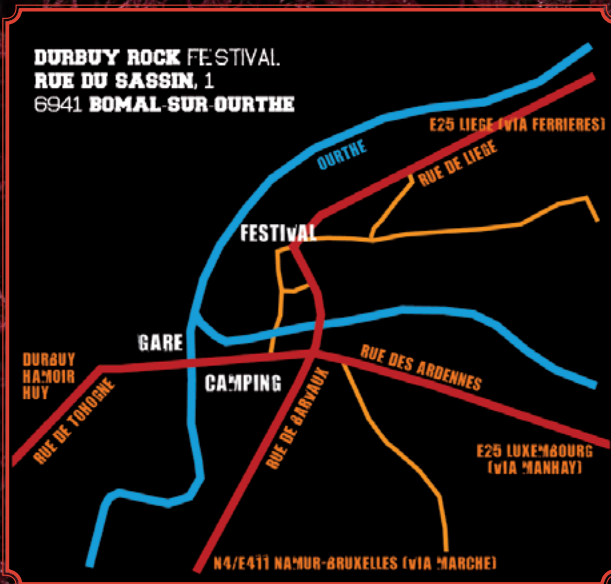 DURBUY ROCK FESTIVAL
RUE DU SASSIN, 1
6941 BOMAL-SUR-OURTHE
E25 LIEGE (VIA FERRIERES)
OURTHE
RUE DE LIEGE
FESTIVAL
GARE
DURBUY
HAMOIR
HUY
CAMPING
RUE DES ARDENNES
RUE DE TOHOGNE
RUE DE BARVAUX
E25 LUXEMBOURG
(VIA MANHAY)
N4/E411 NAMUR-BRUXELLES (VIA MARCHE)